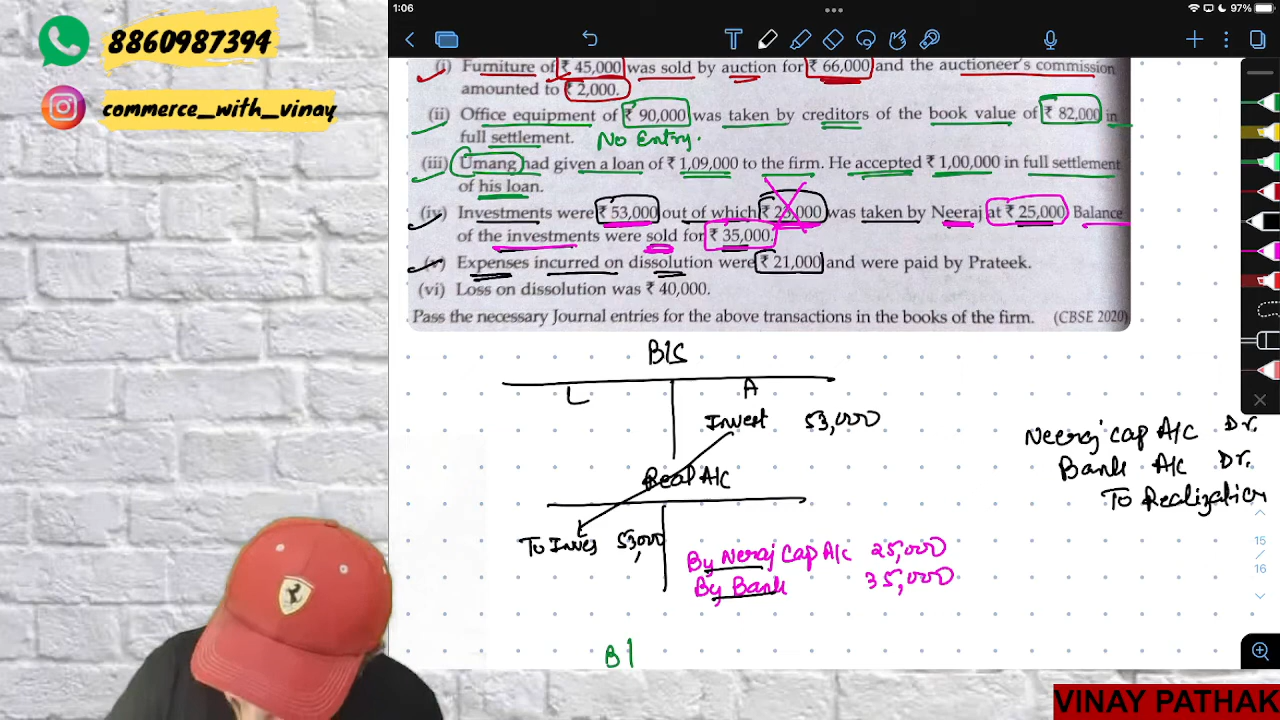 8860987394
commerce_with_vinay
1:06
97%
(i) Furniture of ₹ 45,000 was sold by auction for ₹ 66,000 and the auctioneer's commission
amounted to ₹ 2,000.
(ii) Office equipment of ₹ 90,000 was taken by creditors of the book value of ₹ 82,000 in
full settlement. No Entry.
(iii) Umang had given a loan of ₹ 1,09,000 to the firm. He accepted ₹ 1,00,000 in full settlement
of his loan.
(iv) Investments were ₹ 53,000 out of which ₹ 000 was taken by Neeraj at ₹ 25,000 Balance
of the investments were sold for ₹ 35,000.
(v) Expenses incurred on dissolution were ₹ 21,000 and were paid by Prateek.
(vi) Loss on dissolution was ₹ 40,000.
Pass the necessary Journal entries for the above transactions in the books of the firm. (CBSE 2020)
B/S
L A
Invest 53,000
Real A/c
To Inves 53,000
By Neraj Cap A/c 25,000
By Bank 35,000
B|
Neeraj cap A/c Dr.
Bank A/c Dr.
To Realization
15
16
VINAY PATHAK